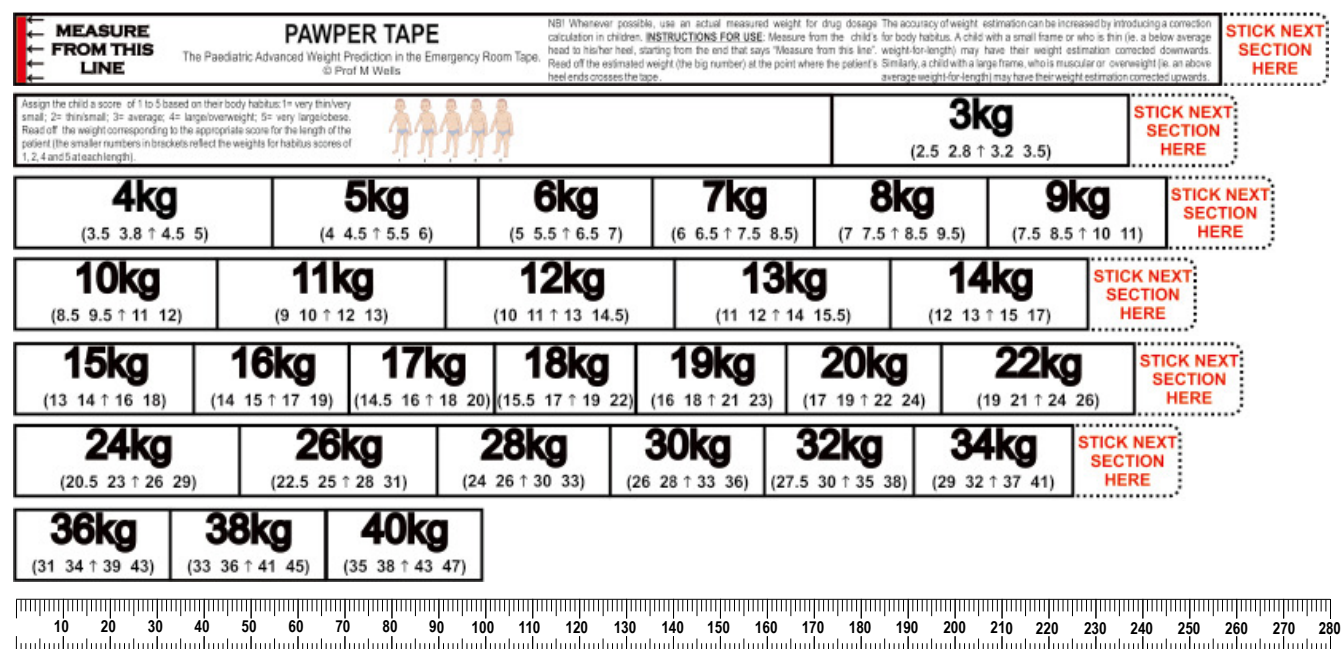 MEASURE
FROM THIS
LINE
PAWPER TAPE
The Paediatric Advanced Weight Prediction in the Emergency Room Tape.
© Prof M Wells
NB! Whenever possible, use an actual measured weight for drug dosage
calculation in children. INSTRUCTIONS FOR USE: Measure from the child's
head to his/her heel, starting from the end that says "Measure from this line".
Read off the estimated weight (the big number) at the point where the patient's
heel ends crosses the tape.
The accuracy of weight estimation can be increased by introducing a correction
for body habitus. A child with a small frame or who is thin (ie. a below average
weight-for-length) may have their weight estimation corrected downwards.
Similarly, a child with a large frame, who is muscular or overweight (ie. an above
average weight-for-length) may have their weight estimation corrected upwards.
STICK NEXT
SECTION
HERE
Assign the child a score of 1 to 5 based on their body habitus: 1= very thin/very
small; 2= thin/small; 3= average; 4= large/overweight; 5= very large/obese.
Read off the weight corresponding to the appropriate score for the length of the
patient (the smaller numbers in brackets reflect the weights for habitus scores of
1, 2, 4 and 5 at each length).
3kg
(2.5 2.8 ↑ 3.2 3.5)
STICK NEXT
SECTION
HERE
4kg
(3.5 3.8 ↑ 4.5 5)
5kg
(4 4.5 ↑ 5.5 6)
6kg
(5 5.5 ↑ 6.5 7)
7kg
(6 6.5 ↑ 7.5 8.5)
8kg
(7 7.5 ↑ 8.5 9.5)
9kg
(7.5 8.5 ↑ 10 11)
STICK NEXT
SECTION
HERE
10kg
(8.5 9.5 ↑ 11 12)
11kg
(9 10 ↑ 12 13)
12kg
(10 11 ↑ 13 14.5)
13kg
(11 12 ↑ 14 15.5)
14kg
(12 13 ↑ 15 17)
STICK NEXT
SECTION
HERE
15kg
(13 14 ↑ 16 18)
16kg
(14 15 ↑ 17 19)
17kg
(14.5 16 ↑ 18 20)
18kg
(15.5 17 ↑ 19 22)
19kg
(16 18 ↑ 21 23)
20kg
(17 19 ↑ 22 24)
22kg
(19 21 ↑ 24 26)
STICK NEXT
SECTION
HERE
24kg
(20.5 23 ↑ 26 29)
26kg
(22.5 25 ↑ 28 31)
28kg
(24 26 ↑ 30 33)
30kg
(26 28 ↑ 33 36)
32kg
(27.5 30 ↑ 35 38)
34kg
(29 32 ↑ 37 41)
STICK NEXT
SECTION
HERE
36kg
(31 34 ↑ 39 43)
38kg
(33 36 ↑ 41 45)
40kg
(35 38 ↑ 43 47)
10 20 30 40 50 60 70 80 90 100 110 120 130 140 150 160 170 180 190 200 210 220 230 240 250 260 270 280